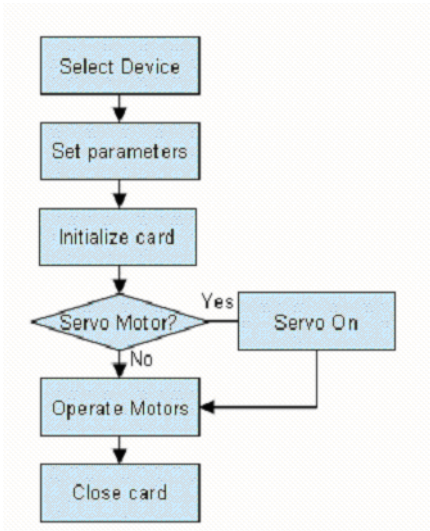 Select Device
Set parameters
Initialize card
Servo Motor?
Yes
Servo On
No
Operate Motors
Close card